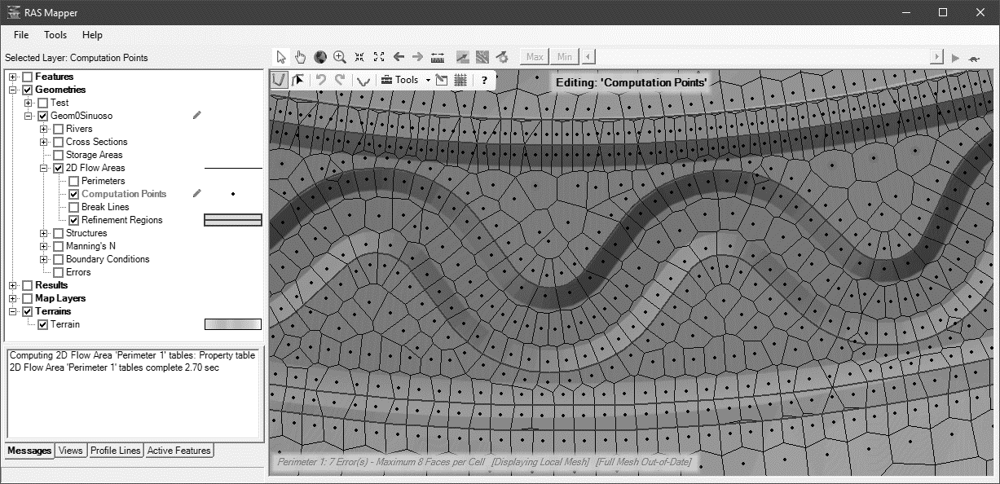 RAS Mapper
File Tools Help
Selected Layer: Computation Points
Max Min
Features
Geometries
Test
Geom0Sinuoso
Rivers
Cross Sections
Storage Areas
2D Flow Areas
Perimeters
Computation Points
Break Lines
Refinement Regions
Structures
Manning's N
Boundary Conditions
Errors
Results
Map Layers
Terrains
Terrain
Tools ?
Editing: 'Computation Points'
Computing 2D Flow Area 'Perimeter 1' tables: Property table
2D Flow Area 'Perimeter 1' tables complete 2.70 sec
Messages Views Profile Lines Active Features
Perimeter 1: 7 Error(s) - Maximum 8 Faces per Cell [Displaying Local Mesh] [Full Mesh Out-of-Date]